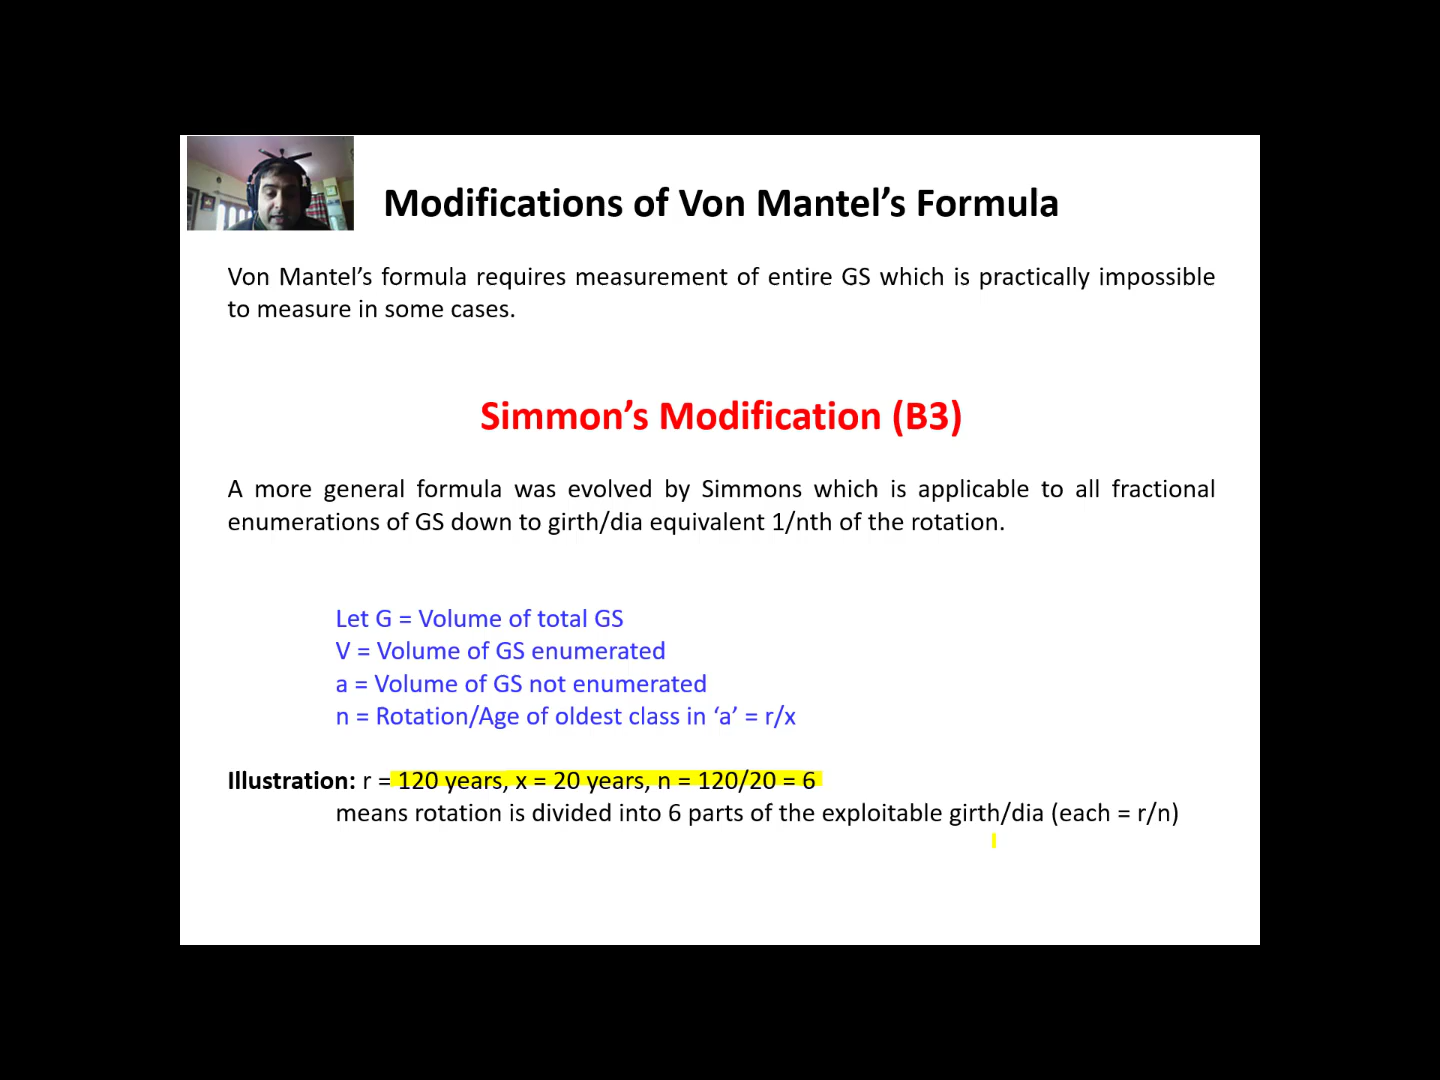 Modifications of Von Mantel’s Formula
Von Mantel’s formula requires measurement of entire GS which is practically impossible
to measure in some cases.
Simmon’s Modification (B3)
A more general formula was evolved by Simmons which is applicable to all fractional
enumerations of GS down to girth/dia equivalent 1/nth of the rotation.
Let G = Volume of total GS
V = Volume of GS enumerated
a = Volume of GS not enumerated
n = Rotation/Age of oldest class in ‘a’ = r/x
Illustration: r = 120 years, x = 20 years, n = 120/20 = 6
means rotation is divided into 6 parts of the exploitable girth/dia (each = r/n)